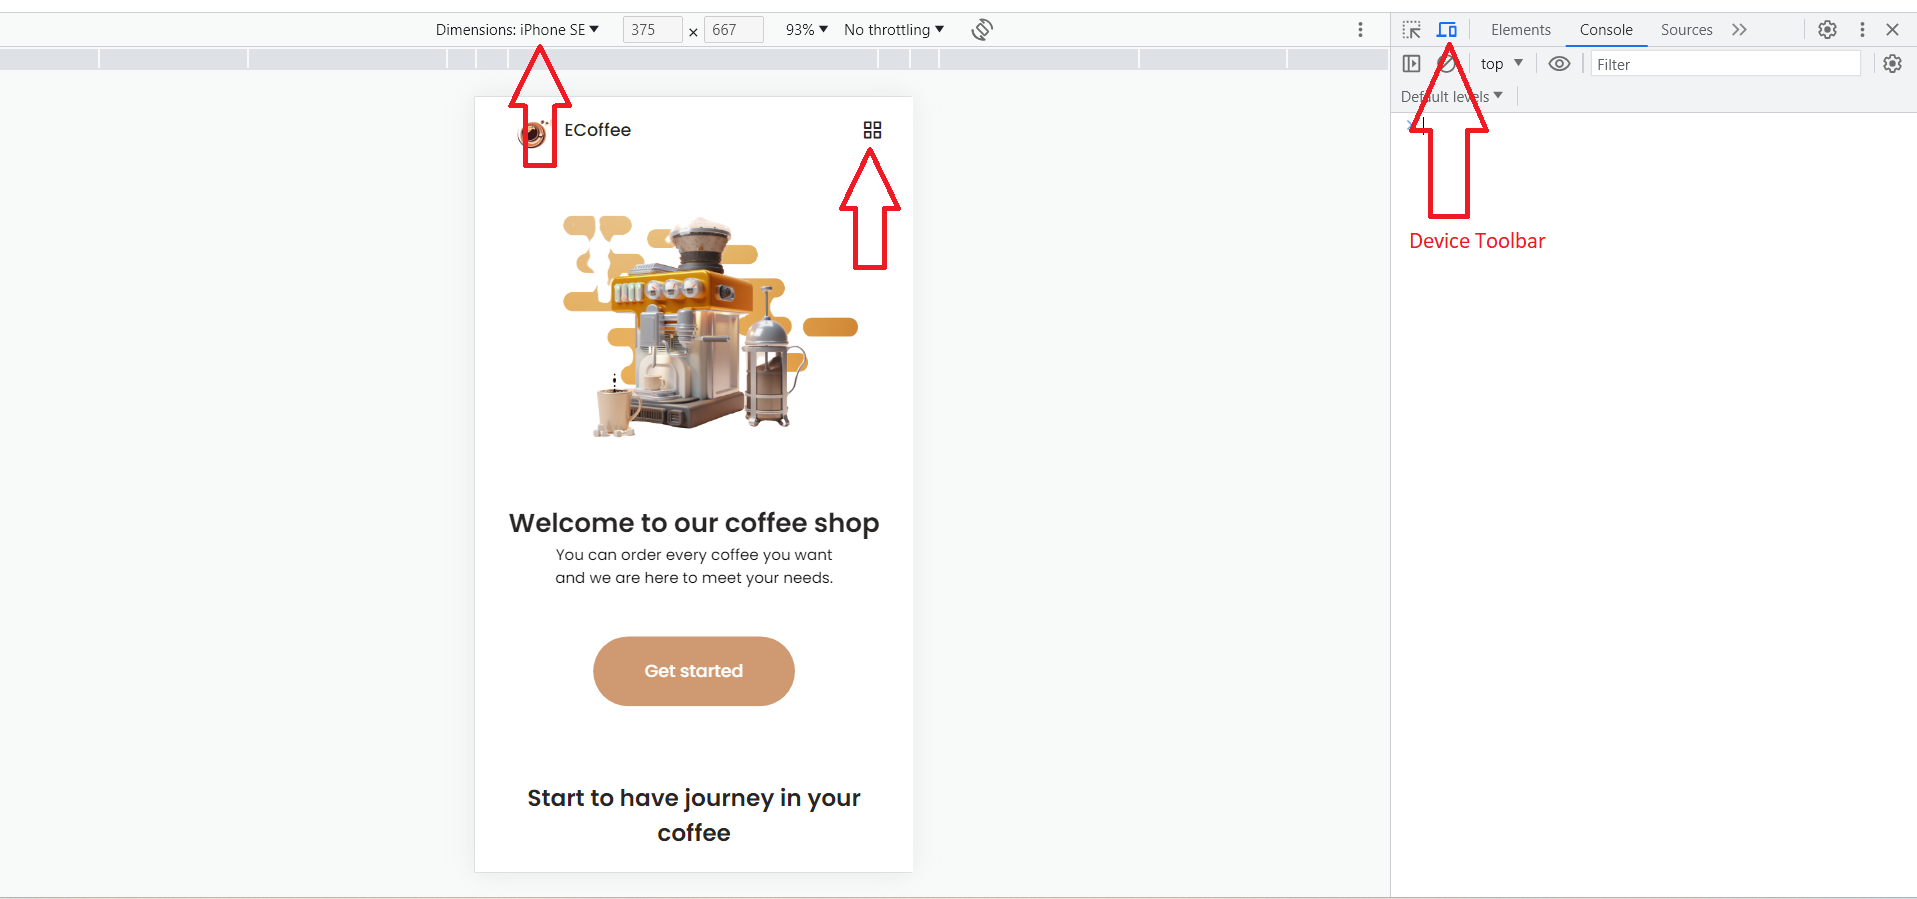 Dimensions: iPhone SE 375 × 667 93% No throttling
Elements Console Sources
top Filter
Default levels
Device Toolbar
ECoffee
Welcome to our coffee shop
You can order every coffee you want
and we are here to meet your needs.
Get started
Start to have journey in your
coffee